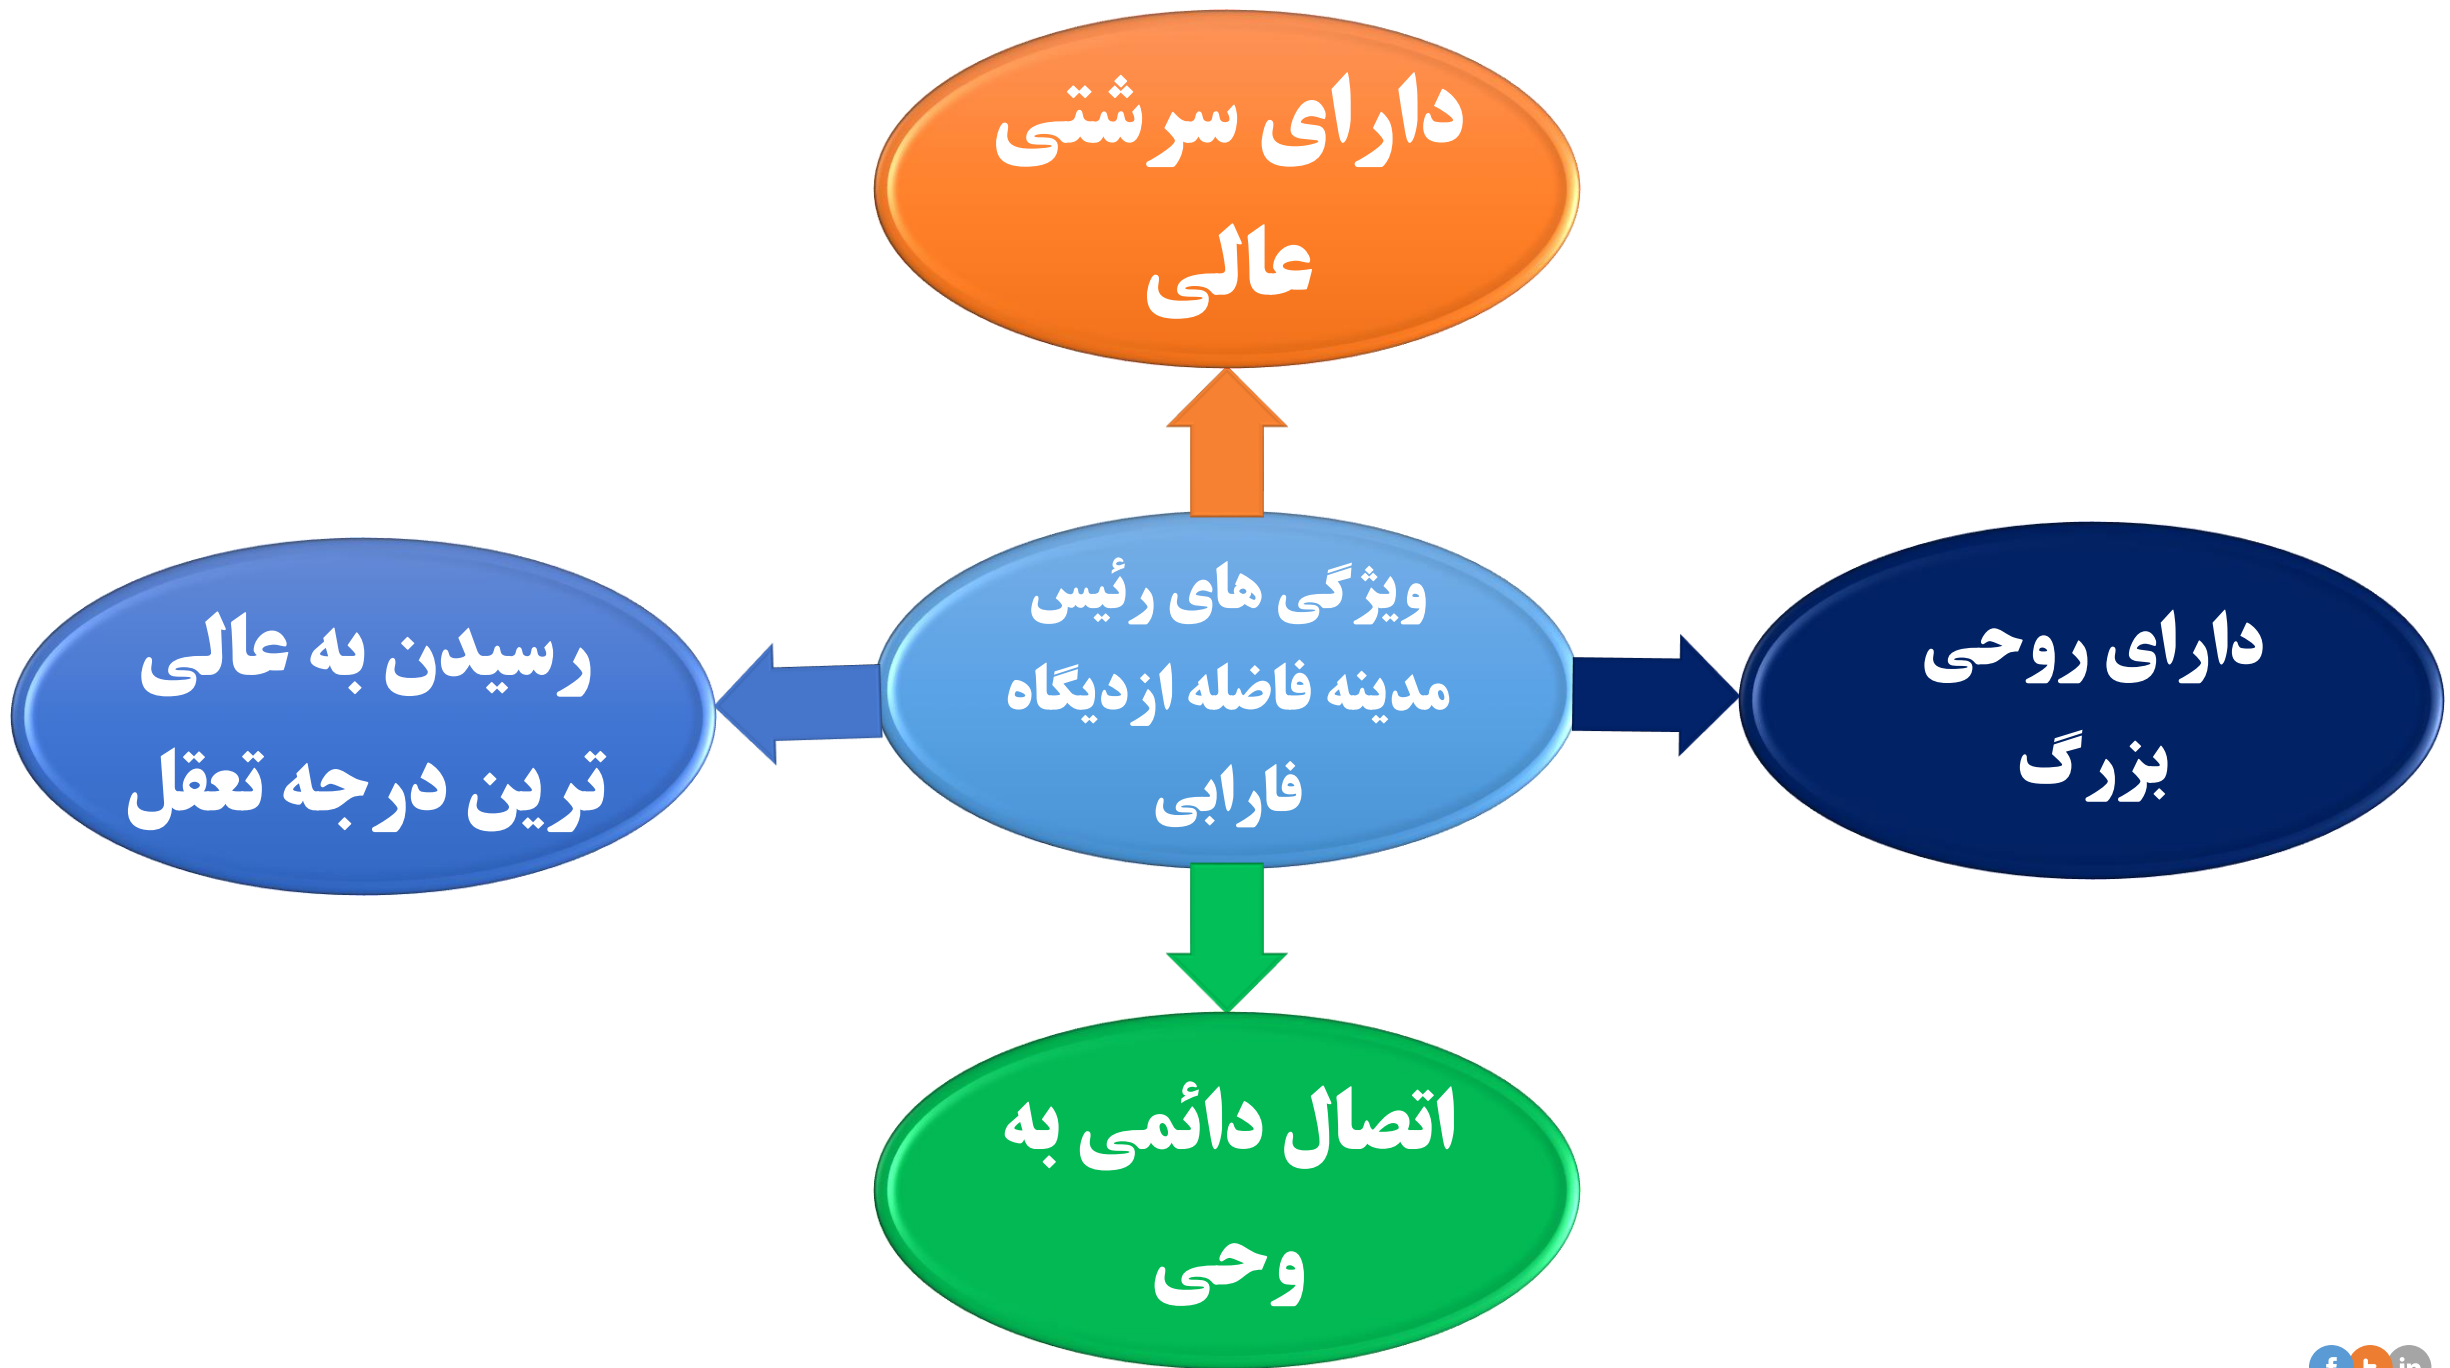 دارای سرشتی
عالی
ویژگی های رئیس
مدینه فاضله ازدیگاه
فارابی
دارای روحی
بزرگ
رسیدن به عالی
ترین درجه تعقل
اتصال دائمی به
وحی